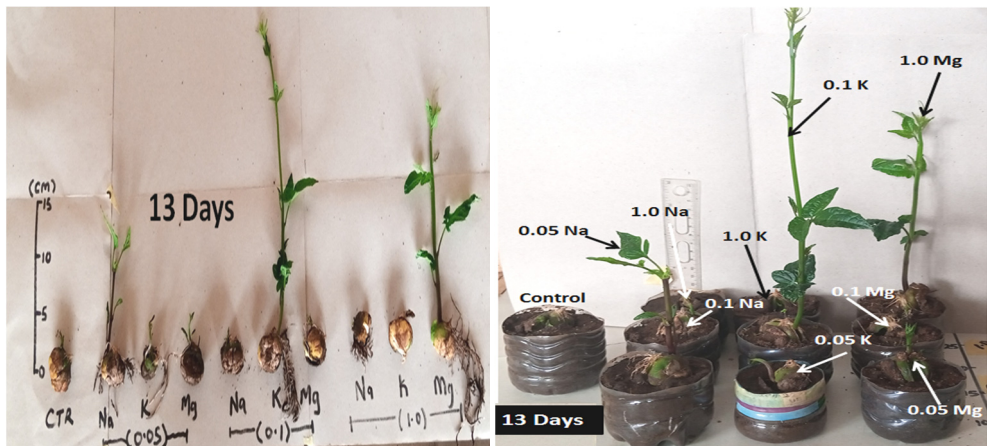 (CM)
15
10
5
0
13 Days
CTR
Na K Mg
(0.05)
Na K Mg
(0.1)
Na K Mg
(1.0)
0.1 K
1.0 Mg
0.05 Na
1.0 Na
1.0 K
Control
0.1 Na
0.1 Mg
0.05 K
0.05 Mg
13 Days